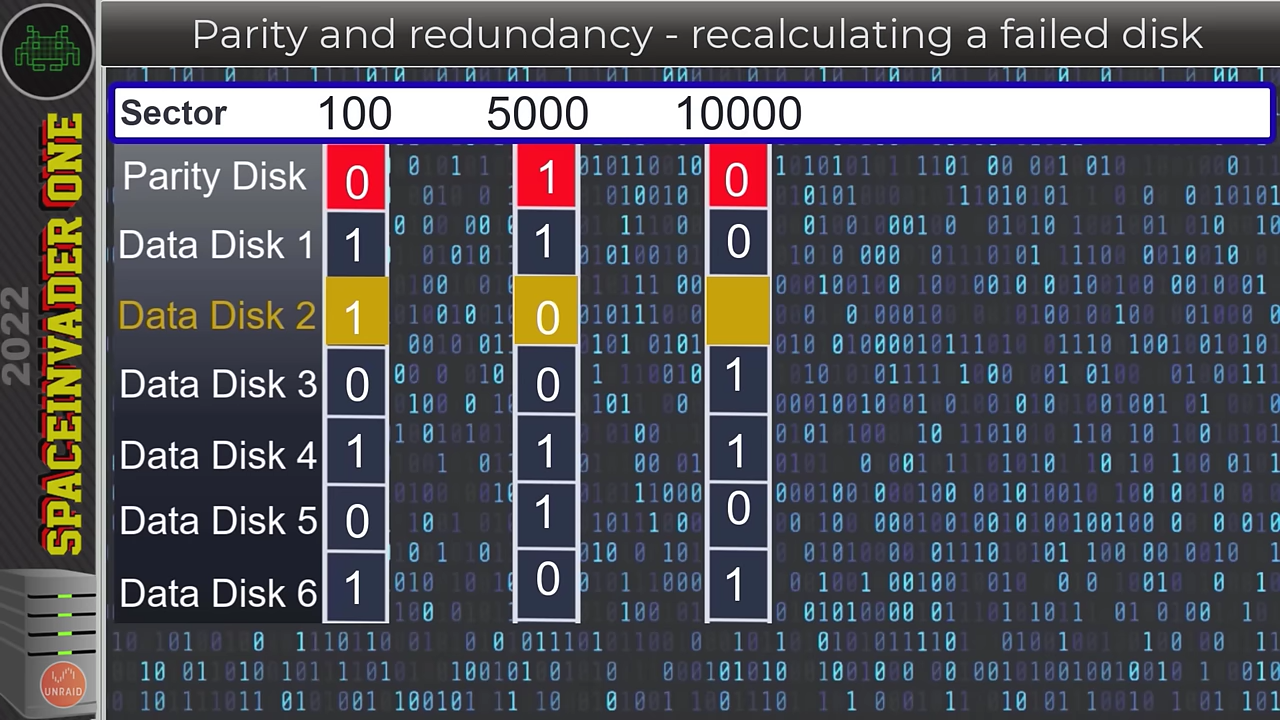 Parity and redundancy - recalculating a failed disk
Sector 100 5000 10000
Parity Disk 0 1 0
Data Disk 1 1 1 0
Data Disk 2 1 0
Data Disk 3 0 0 1
Data Disk 4 1 1 1
Data Disk 5 0 1 0
Data Disk 6 1 0 1
2022
SPACEINVADER ONE
UNRAID